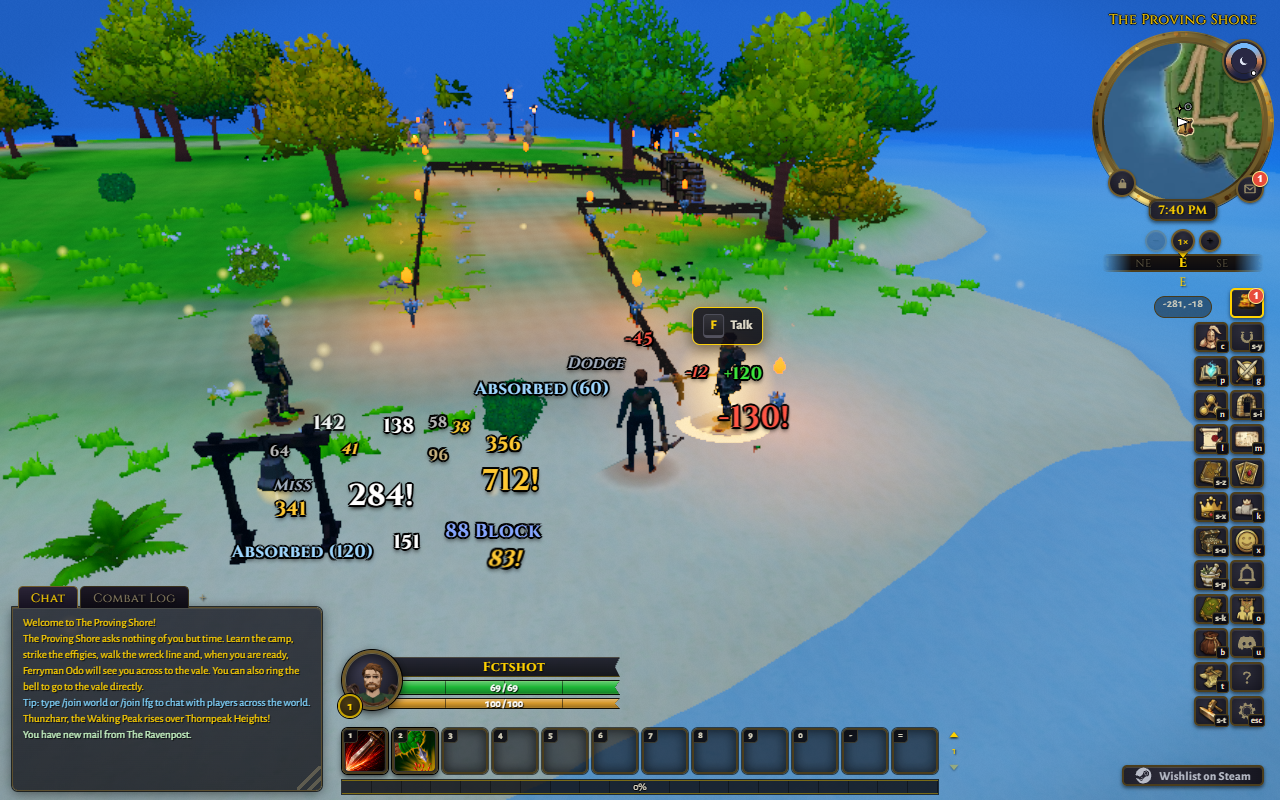 The Proving Shore
1
7:40 PM
1×
NE E SE
E
-281, -18
1
F Talk
-45
Dodge
-12
+120
Absorbed (60)
-130!
142
138
58
38
41
356
64
96
Miss
712!
284!
341
88 Block
151
Absorbed (120)
83!
c s-y
p g
n s-i
l m
s-z
s-x k
s-o x
s-p
s-k o
b u
t ?
s-t esc
Chat Combat Log +
Welcome to The Proving Shore!
The Proving Shore asks nothing of you but time. Learn the camp,
strike the effigies, walk the wreck line and, when you are ready,
Ferryman Odo will see you across to the vale. You can also ring the
bell to go to the vale directly.
Tip: type /join world or /join lfg to chat with players across the world.
Thunzharr, the Waking Peak rises over Thornpeak Heights!
You have new mail from The Ravenpost.
Fctshot
69 / 69
100 / 100
1
1 2 3 4 5 6 7 8 9 0 - =
1
0%
Wishlist on Steam